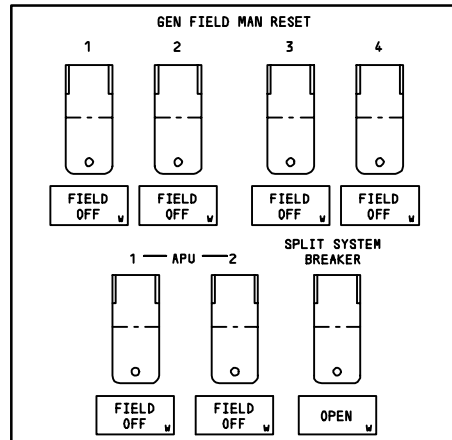 GEN FIELD MAN RESET
1 2 3 4
FIELD OFF W FIELD OFF W FIELD OFF W FIELD OFF W
1 APU 2
SPLIT SYSTEM
BREAKER
FIELD OFF W FIELD OFF W OPEN W